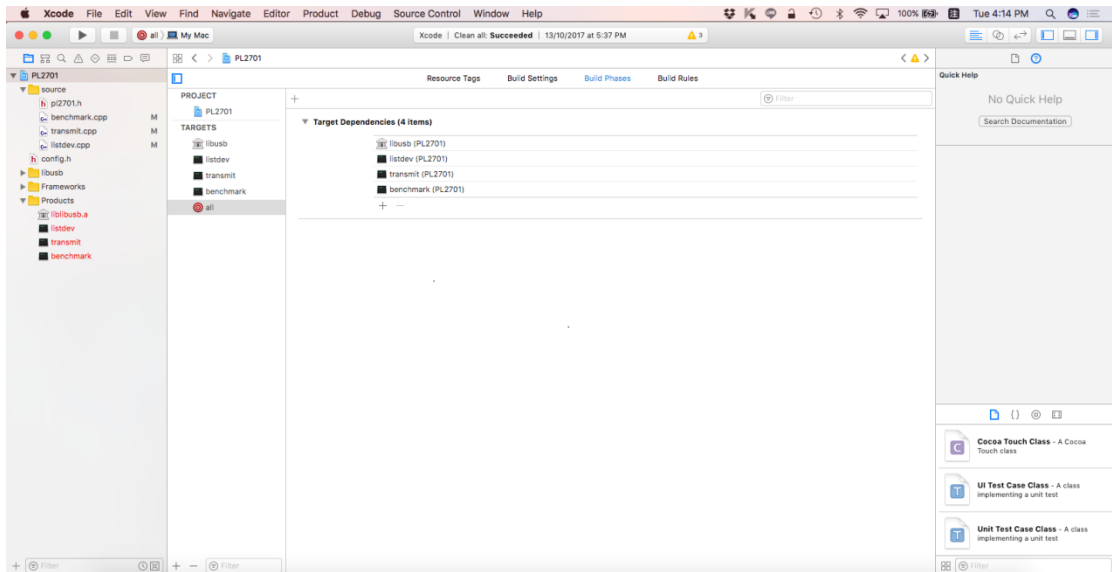 Xcode File Edit View Find Navigate Editor Product Debug Source Control Window Help 100% Tue 4:14 PM
all My Mac Xcode | Clean all: Succeeded | 13/10/2017 at 5:37 PM 3
PL2701
PL2701
source
h pl2701.h
benchmark.cpp M
transmit.cpp M
listdev.cpp M
h config.h
libusb
Frameworks
Products
liblibusb.a
listdev
transmit
benchmark
Filter
Resource Tags Build Settings Build Phases Build Rules
PROJECT
PL2701
TARGETS
libusb
listdev
transmit
benchmark
all
Filter
Filter
Target Dependencies (4 items)
libusb (PL2701)
listdev (PL2701)
transmit (PL2701)
benchmark (PL2701)
Quick Help
No Quick Help
Search Documentation
C
Cocoa Touch Class - A Cocoa
Touch class
T
UI Test Case Class - A class
implementing a unit test
T
Unit Test Case Class - A class
implementing a unit test
Filter